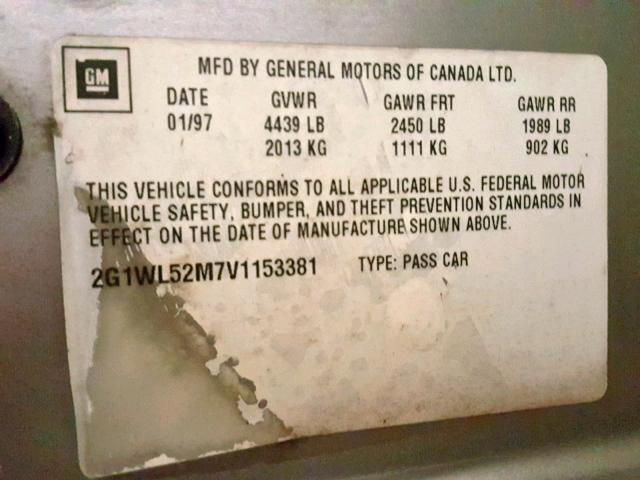 GM
MFD BY GENERAL MOTORS OF CANADA LTD.
DATE GVWR GAWR FRT GAWR RR
01/97 4439 LB 2450 LB 1989 LB
2013 KG 1111 KG 902 KG
THIS VEHICLE CONFORMS TO ALL APPLICABLE U.S. FEDERAL MOTOR
VEHICLE SAFETY, BUMPER, AND THEFT PREVENTION STANDARDS IN
EFFECT ON THE DATE OF MANUFACTURE SHOWN ABOVE.
2G1WL52M7V1153381 TYPE: PASS CAR